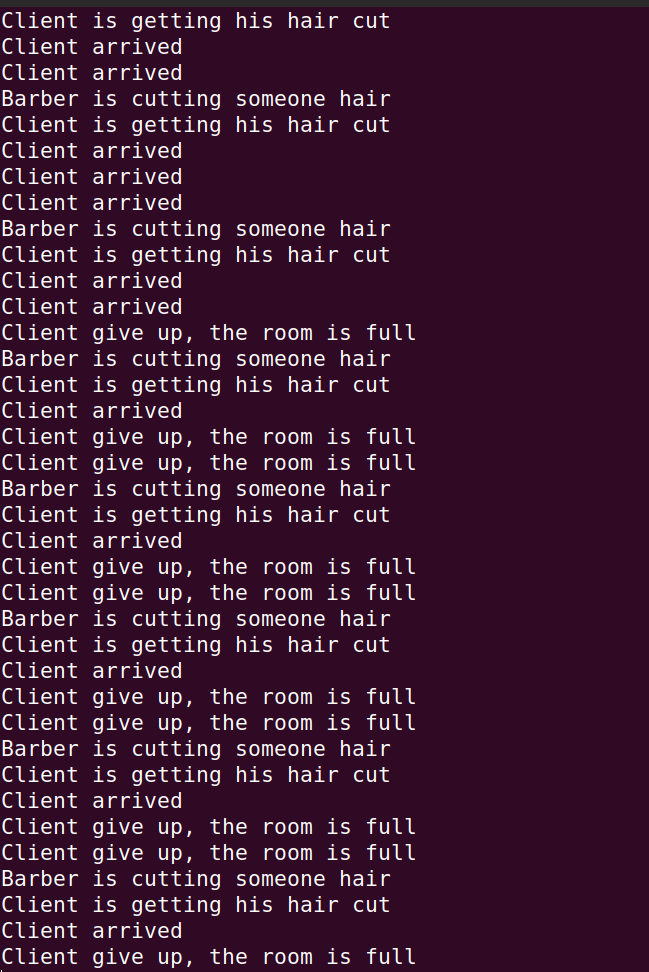 Client is getting his hair cut
Client arrived
Client arrived
Barber is cutting someone hair
Client is getting his hair cut
Client arrived
Client arrived
Client arrived
Barber is cutting someone hair
Client is getting his hair cut
Client arrived
Client arrived
Client give up, the room is full
Barber is cutting someone hair
Client is getting his hair cut
Client arrived
Client give up, the room is full
Client give up, the room is full
Barber is cutting someone hair
Client is getting his hair cut
Client arrived
Client give up, the room is full
Client give up, the room is full
Barber is cutting someone hair
Client is getting his hair cut
Client arrived
Client give up, the room is full
Client give up, the room is full
Barber is cutting someone hair
Client is getting his hair cut
Client arrived
Client give up, the room is full
Client give up, the room is full
Barber is cutting someone hair
Client is getting his hair cut
Client arrived
Client give up, the room is full